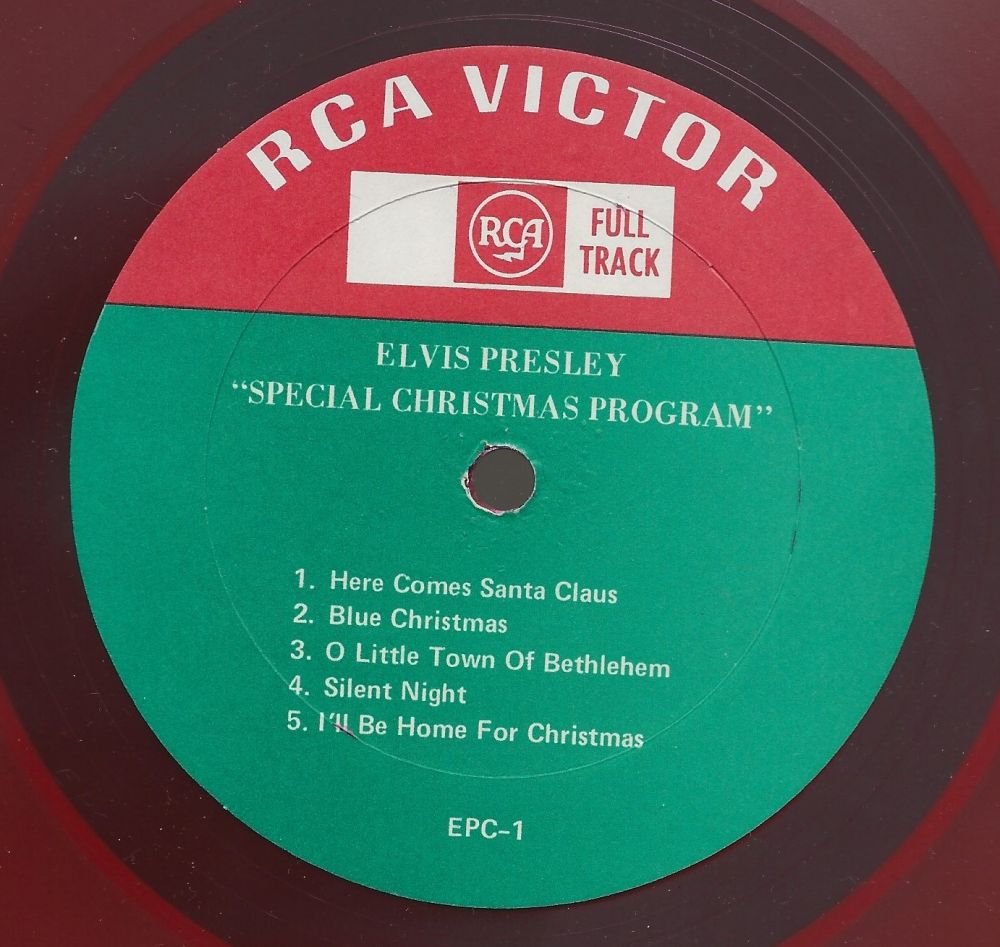 RCA VICTOR
RCA
FULL
TRACK
ELVIS PRESLEY
“SPECIAL CHRISTMAS PROGRAM”
1. Here Comes Santa Claus
2. Blue Christmas
3. O Little Town Of Bethlehem
4. Silent Night
5. I'll Be Home For Christmas
EPC-1